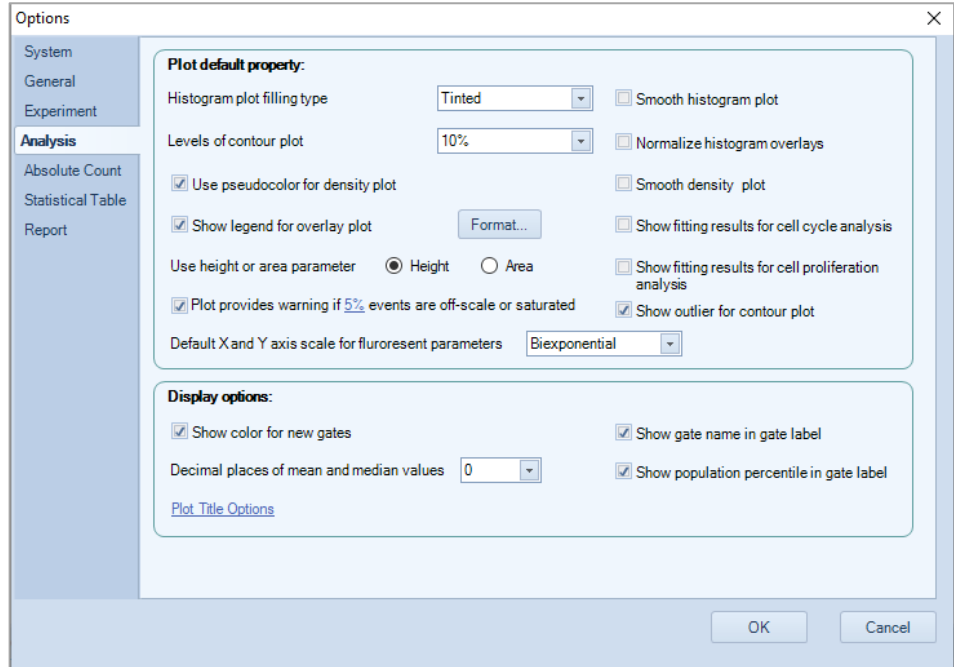 Options
System
General
Experiment
Analysis
Absolute Count
Statistical Table
Report
Plot default property:
Histogram plot filling type
Tinted
Smooth histogram plot
Levels of contour plot
10%
Normalize histogram overlays
Use pseudocolor for density plot
Smooth density plot
Show legend for overlay plot
Format...
Show fitting results for cell cycle analysis
Use height or area parameter
Height
Area
Show fitting results for cell proliferation
analysis
Plot provides warning if 5% events are off-scale or saturated
Show outlier for contour plot
Default X and Y axis scale for fluroresent parameters
Biexponential
Display options:
Show color for new gates
Show gate name in gate label
Decimal places of mean and median values
0
Show population percentile in gate label
Plot Title Options
OK
Cancel